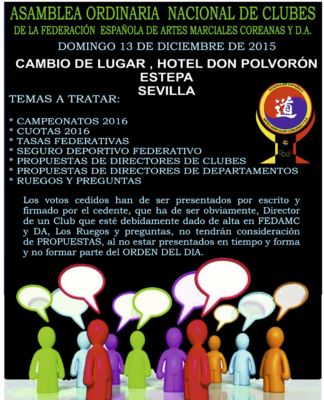 ASAMBLEA ORDINARIA NACIONAL DE CLUBES
DE LA FEDERACIÓN ESPAÑOLA DE ARTES MARCIALES COREANAS Y D.A.
DOMINGO 13 DE DICIEMBRE DE 2015
CAMBIO DE LUGAR , HOTEL DON POLVORÓN
ESTEPA
SEVILLA
TEMAS A TRATAR:
* CAMPEONATOS 2016
* CUOTAS 2016
* TASAS FEDERATIVAS
* SEGURO DEPORTIVO FEDERATIVO
* PROPUESTAS DE DIRECTORES DE CLUBES
* PROPUESTAS DE DIRECTORES DE DEPARTAMENTOS
* RUEGOS Y PREGUNTAS
道
Los votos cedidos han de ser presentados por escrito y
firmado por el cedente, que ha de ser obviamente, Director
de un Club que esté debidamente dado de alta en FEDAMC
y DA, Los Ruegos y preguntas, no tendrán consideración
de PROPUESTAS, al no estar presentados en tiempo y forma
y no formar parte del ORDEN DEL DIA.